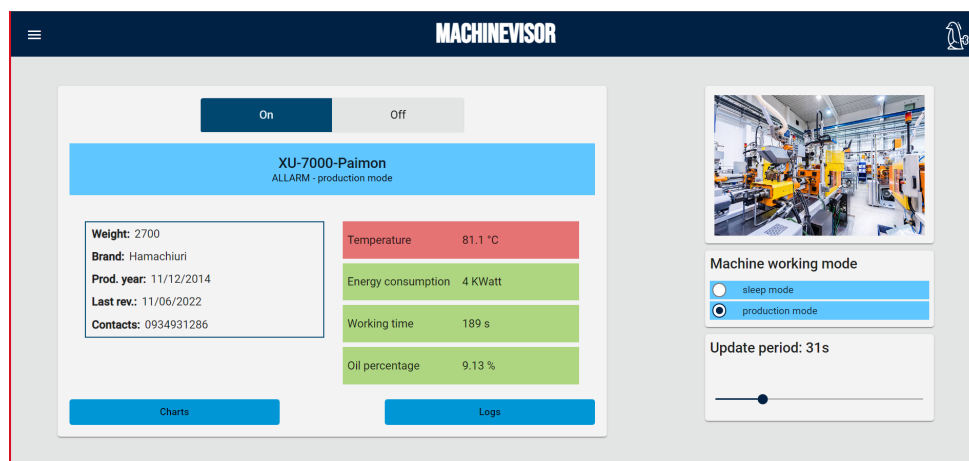 MACHINEVISOR
On
Off
XU-7000-Paimon
ALLARM - production mode
Weight: 2700
Brand: Hamachiuri
Prod. year: 11/12/2014
Last rev.: 11/06/2022
Contacts: 0934931286
Temperature 81.1 °C
Energy consumption 4 KWatt
Working time 189 s
Oil percentage 9.13 %
Charts
Logs
Machine working mode
sleep mode
production mode
Update period: 31s